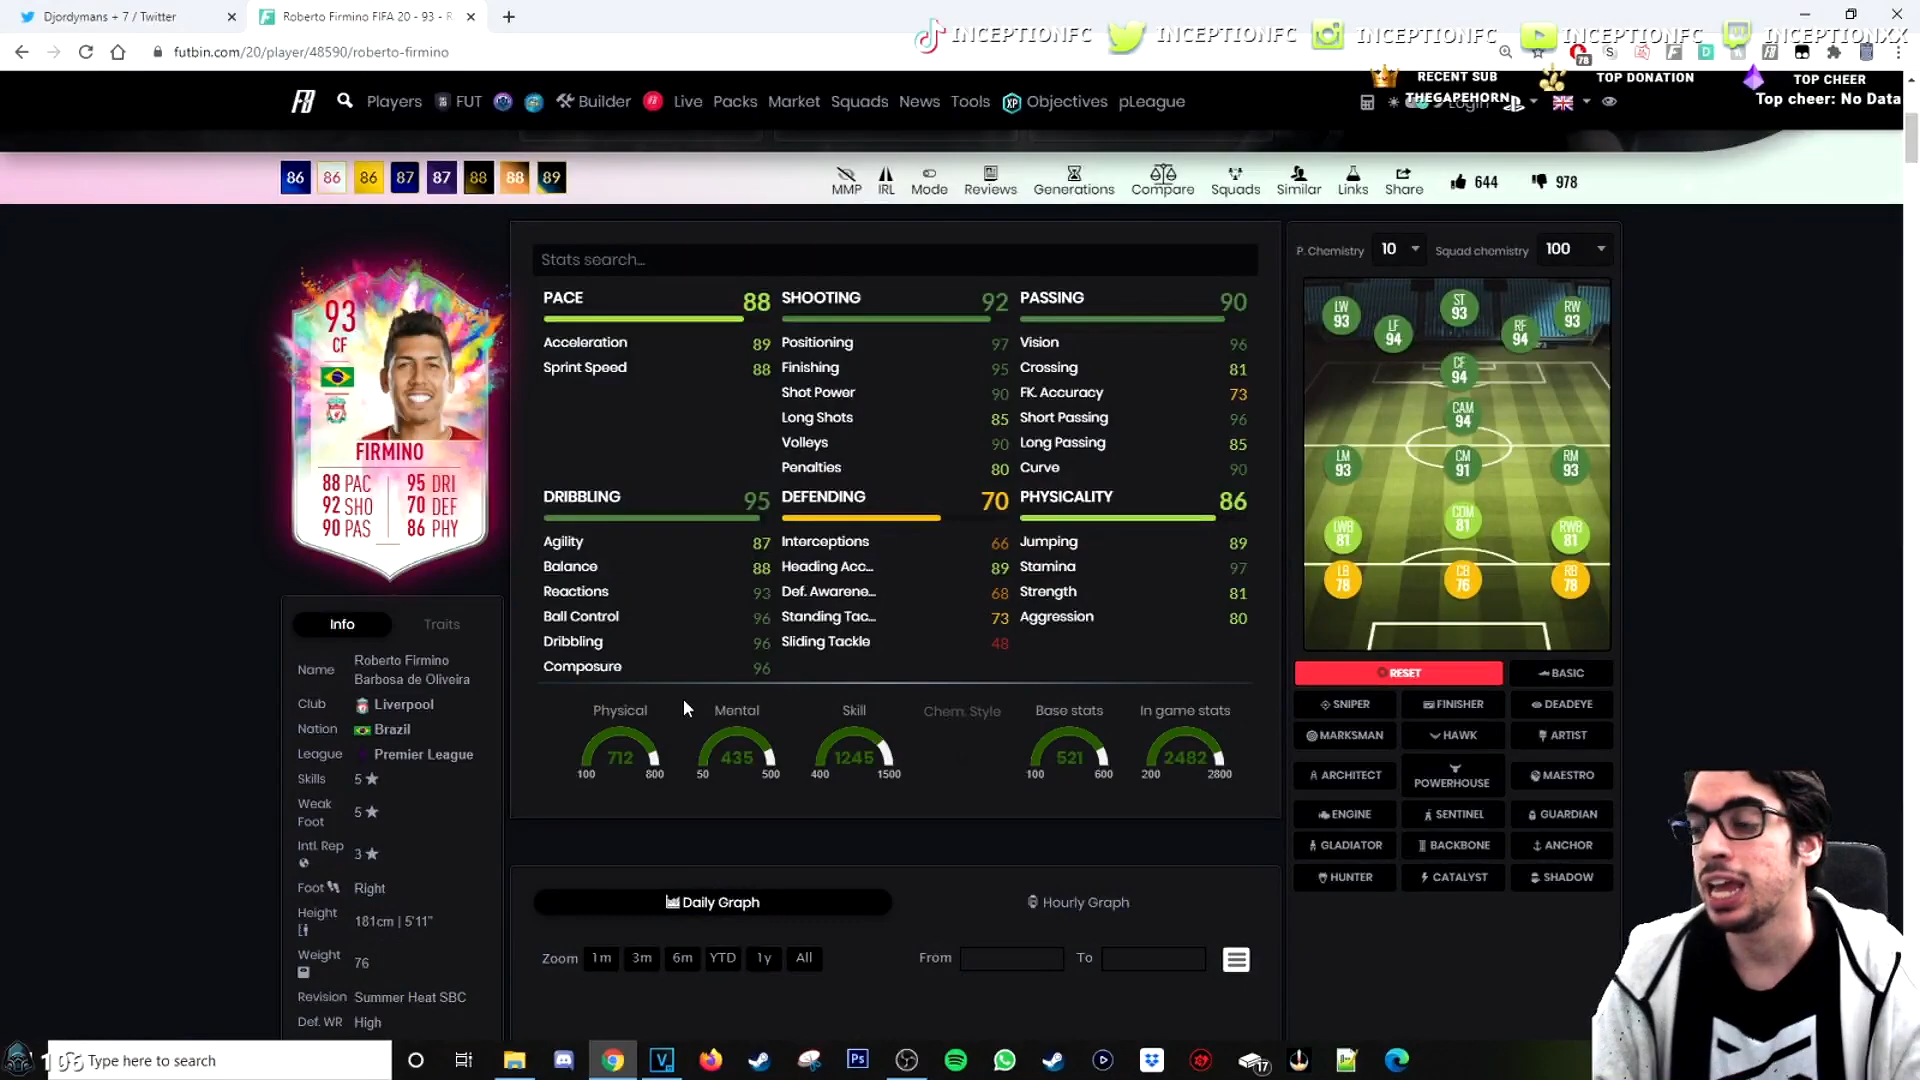 Djordymans + 7 / Twitter
Roberto Firmino FIFA 20 - 93 - R
futbin.com/20/player/48590/roberto-firmino
INCEPTIONFC INCEPTIONFC INCEPTIONFC INCEPTIONFC INCEPTIONXX
78
RECENT SUB
THEGAPEHORN
TOP DONATION
TOP CHEER
Top cheer: No Data
Players FUT Builder Live Packs Market Squads News Tools XP Objectives pLeague
Login
86 86 86 87 87 88 88 89
MMP IRL Mode Reviews Generations Compare Squads Similar Links Share 644 978
93
CF
FIRMINO
88 PAC 95 DRI
92 SHO 70 DEF
90 PAS 86 PHY
Stats search...
PACE 88 SHOOTING 92 PASSING 90
Acceleration 89 Positioning 97 Vision 96
Sprint Speed 88 Finishing 95 Crossing 81
Shot Power 90 FK. Accuracy 73
Long Shots 85 Short Passing 96
Volleys 90 Long Passing 85
Penalties 80 Curve 90
DRIBBLING 95 DEFENDING 70 PHYSICALITY 86
Agility 87 Interceptions 66 Jumping 89
Balance 88 Heading Acc... 89 Stamina 97
Reactions 93 Def. Awarene... 68 Strength 81
Ball Control 96 Standing Tac... 73 Aggression 80
Dribbling 96 Sliding Tackle 48
Composure 96
Physical Mental Skill Chem. Style Base stats In game stats
712 435 1245 521 2482
100 800 50 500 400 1500 100 600 200 2800
Info Traits
Name Roberto Firmino
Barbosa de Oliveira
Club Liverpool
Nation Brazil
League Premier League
Skills 5
Weak
Foot 5
Intl. Rep 3
Foot Right
Height 181cm | 5'11"
Weight 76
Revision Summer Heat SBC
Def. WR High
Daily Graph Hourly Graph
Zoom 1m 3m 6m YTD 1y All From To
P. Chemistry 10 Squad chemistry 100
LW 93
ST 93
RW 93
LF 94
RF 94
CF 94
CAM 94
LM 93
CM 91
RM 93
LWB 81
CDM 81
RWB 81
LB 78
CB 76
RB 78
RESET BASIC
SNIPER FINISHER DEADEYE
MARKSMAN HAWK ARTIST
ARCHITECT POWERHOUSE MAESTRO
ENGINE SENTINEL GUARDIAN
GLADIATOR BACKBONE ANCHOR
HUNTER CATALYST SHADOW
106
Type here to search
Ps
17